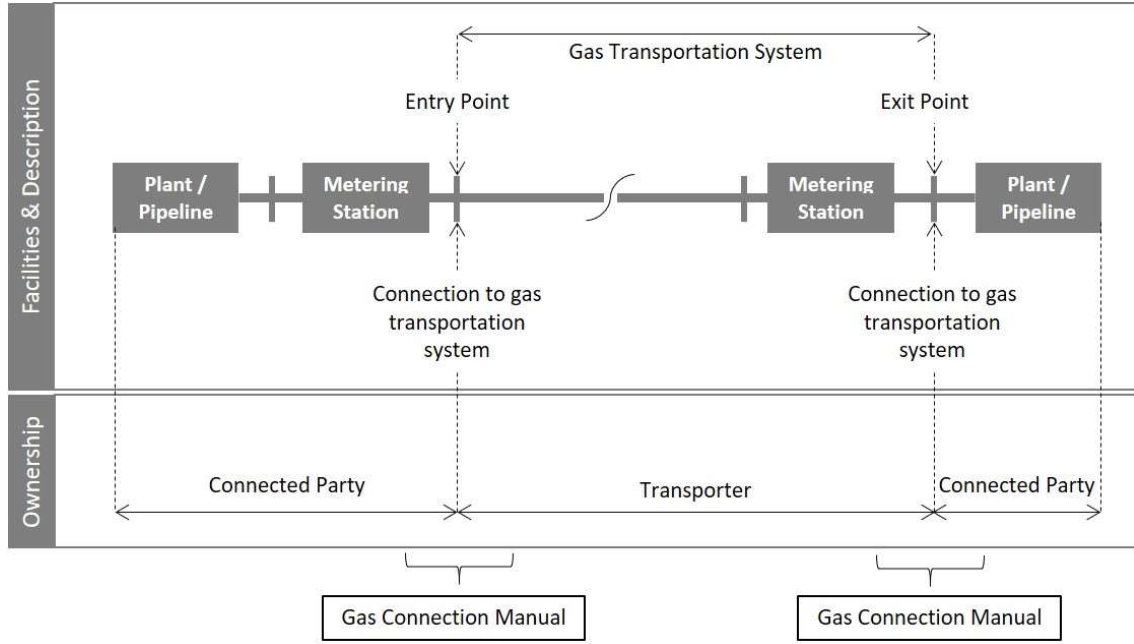 Facilities & Description
Gas Transportation System
Entry Point
Exit Point
Plant /
Pipeline
Metering
Station
Metering
Station
Plant /
Pipeline
Connection to gas
transportation
system
Connection to gas
transportation
system
Ownership
Connected Party
Transporter
Connected Party
Gas Connection Manual
Gas Connection Manual